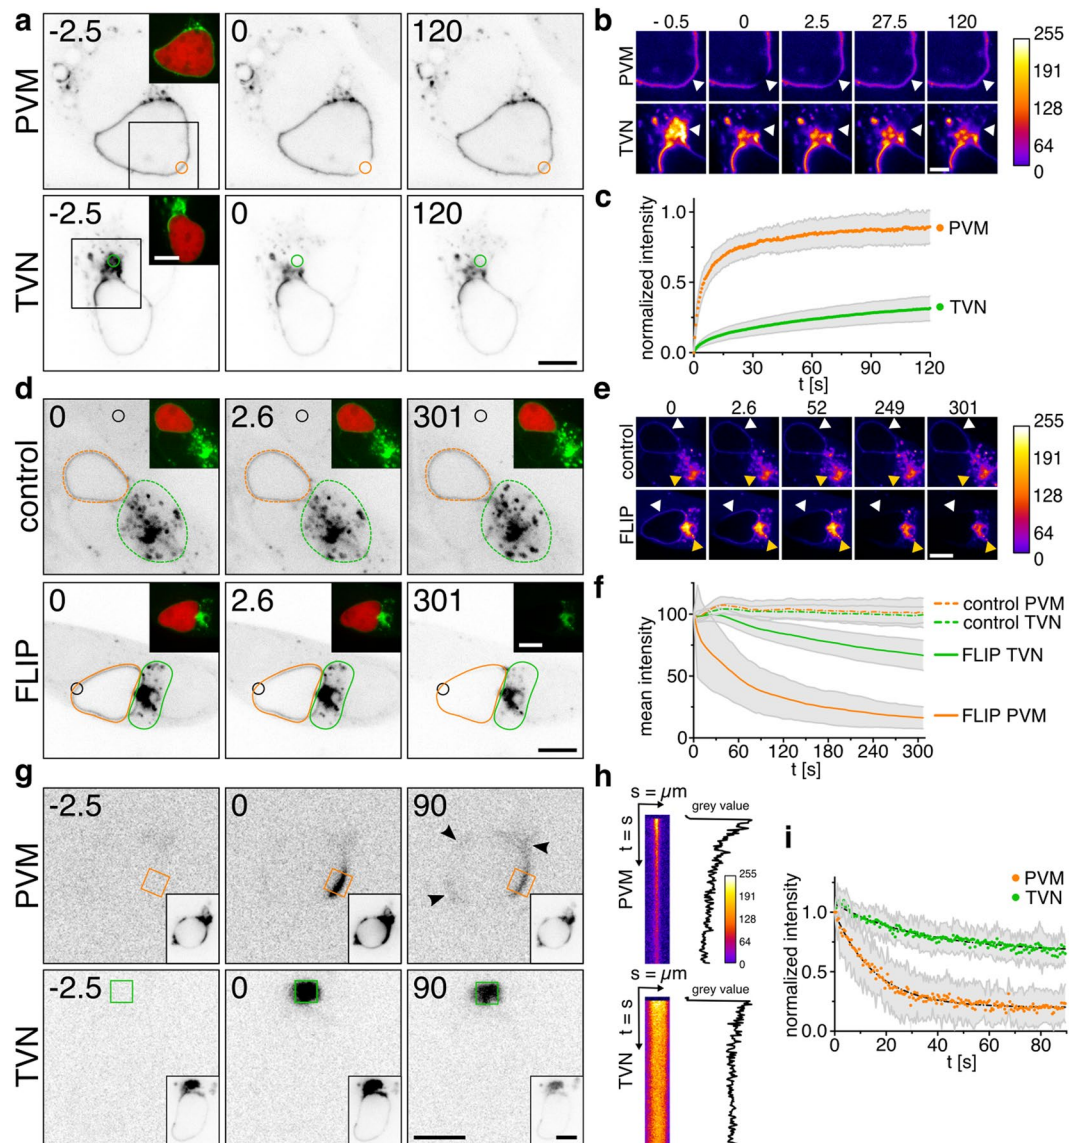 a
-2.5
0
120
PVM
-2.5
0
120
TVN
b
- 0.5 0 2.5 27.5 120
PVM
TVN
255
191
128
64
0
c
normalized intensity
1.0
0.5
0.0
0 30 60 90 120
t [s]
PVM
TVN
d
0
2.6
301
control
0
2.6
301
FLIP
e
0 2.6 52 249 301
control
FLIP
255
191
128
64
0
f
mean intensity
100
50
0
0 60 120 180 240 300
t [s]
control PVM
control TVN
FLIP TVN
FLIP PVM
g
-2.5
0
90
PVM
-2.5
0
90
TVN
h
s = µm
grey value
t = s
PVM
255
191
128
64
0
s = µm
grey value
t = s
TVN
i
PVM
TVN
normalized intensity
1.0
0.5
0.0
0 20 40 60 80
t [s]